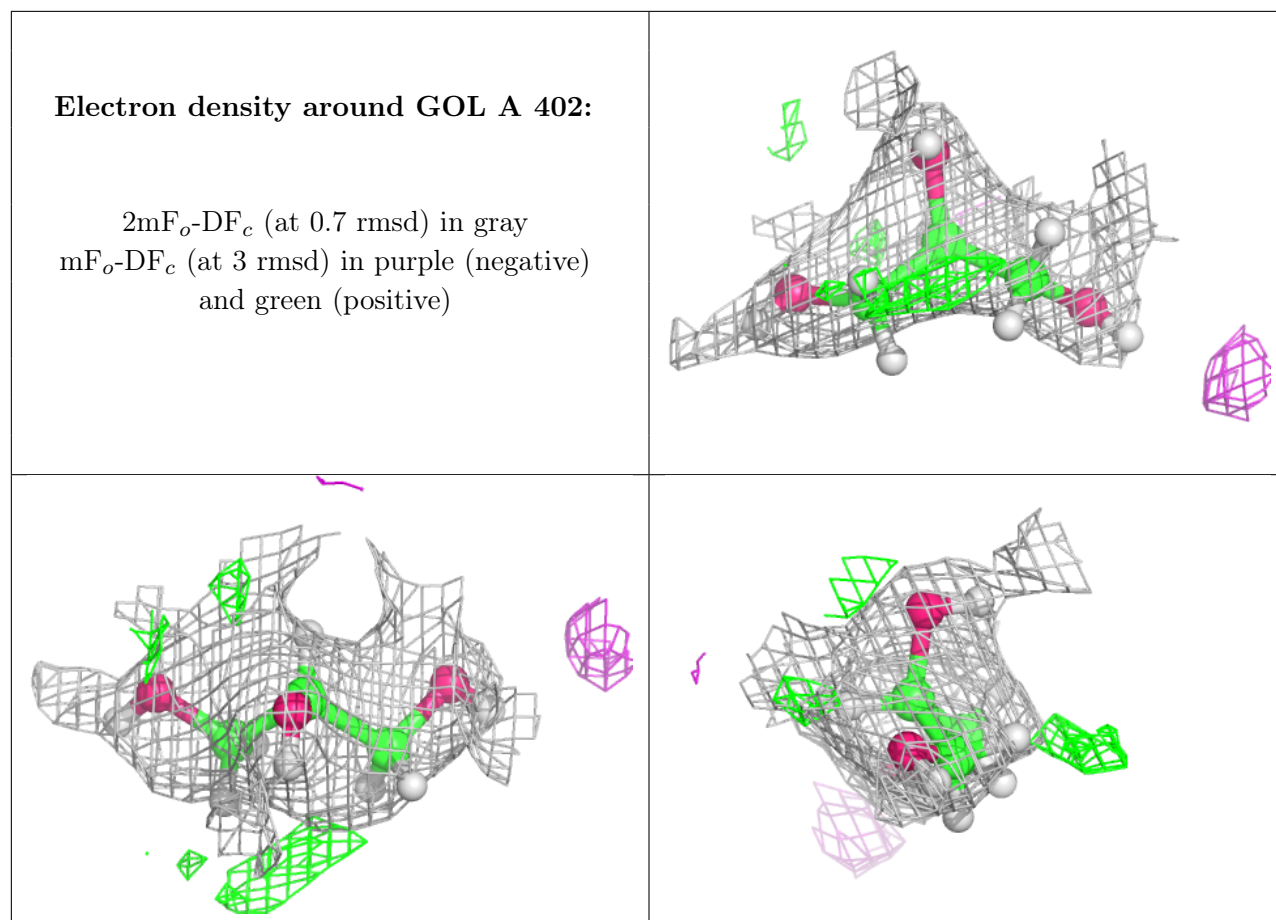 Electron density around GOL A 402:
2mFo-DFc (at 0.7 rmsd) in gray
mFo-DFc (at 3 rmsd) in purple (negative)
and green (positive)